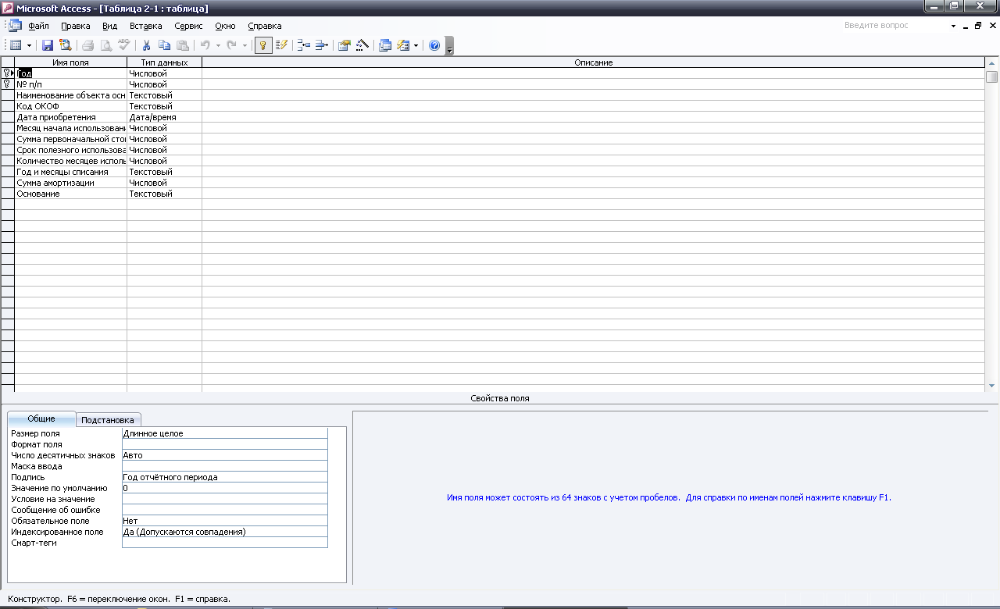 Microsoft Access - [Таблица 2-1 : таблица]
Файл Правка Вид Вставка Сервис Окно Справка Введите вопрос
Имя поля Тип данных Описание
Год Числовой
№ п/п Числовой
Наименование объекта осн Текстовый
Код ОКОФ Текстовый
Дата приобретения Дата/время
Месяц начала использован Числовой
Сумма первоначальной сто Числовой
Срок полезного использова Числовой
Количество месяцев исполь Числовой
Год и месяцы списания Текстовый
Сумма амортизации Числовой
Основание Текстовый
Свойства поля
Общие Подстановка
Размер поля Длинное целое
Формат поля
Число десятичных знаков Авто
Маска ввода
Подпись Год отчётного периода
Значение по умолчанию 0
Условие на значение
Сообщение об ошибке
Обязательное поле Нет
Индексированное поле Да (Допускаются совпадения)
Смарт-теги
Имя поля может состоять из 64 знаков с учетом пробелов. Для справки по именам полей нажмите клавишу F1.
Конструктор. F6 = переключение окон. F1 = справка.